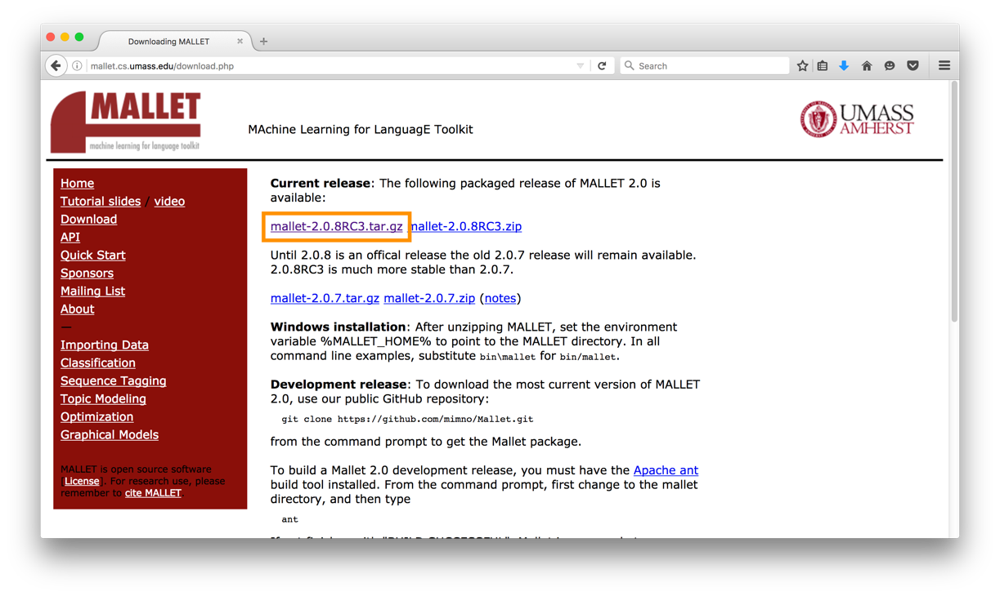 Downloading MALLET
mallet.cs.umass.edu/download.php
Search
MALLET
machine learning for language toolkit
MAchine Learning for LanguagE Toolkit
UMASS
AMHERST
Home
Tutorial slides / video
Download
API
Quick Start
Sponsors
Mailing List
About
—
Importing Data
Classification
Sequence Tagging
Topic Modeling
Optimization
Graphical Models
MALLET is open source software
[License]. For research use, please
remember to cite MALLET.
Current release: The following packaged release of MALLET 2.0 is
available:
mallet-2.0.8RC3.tar.gz mallet-2.0.8RC3.zip
Until 2.0.8 is an offical release the old 2.0.7 release will remain available.
2.0.8RC3 is much more stable than 2.0.7.
mallet-2.0.7.tar.gz mallet-2.0.7.zip (notes)
Windows installation: After unzipping MALLET, set the environment
variable %MALLET_HOME% to point to the MALLET directory. In all
command line examples, substitute bin\mallet for bin/mallet.
Development release: To download the most current version of MALLET
2.0, use our public GitHub repository:
git clone https://github.com/mimno/Mallet.git
from the command prompt to get the Mallet package.
To build a Mallet 2.0 development release, you must have the Apache ant
build tool installed. From the command prompt, first change to the mallet
directory, and then type
ant